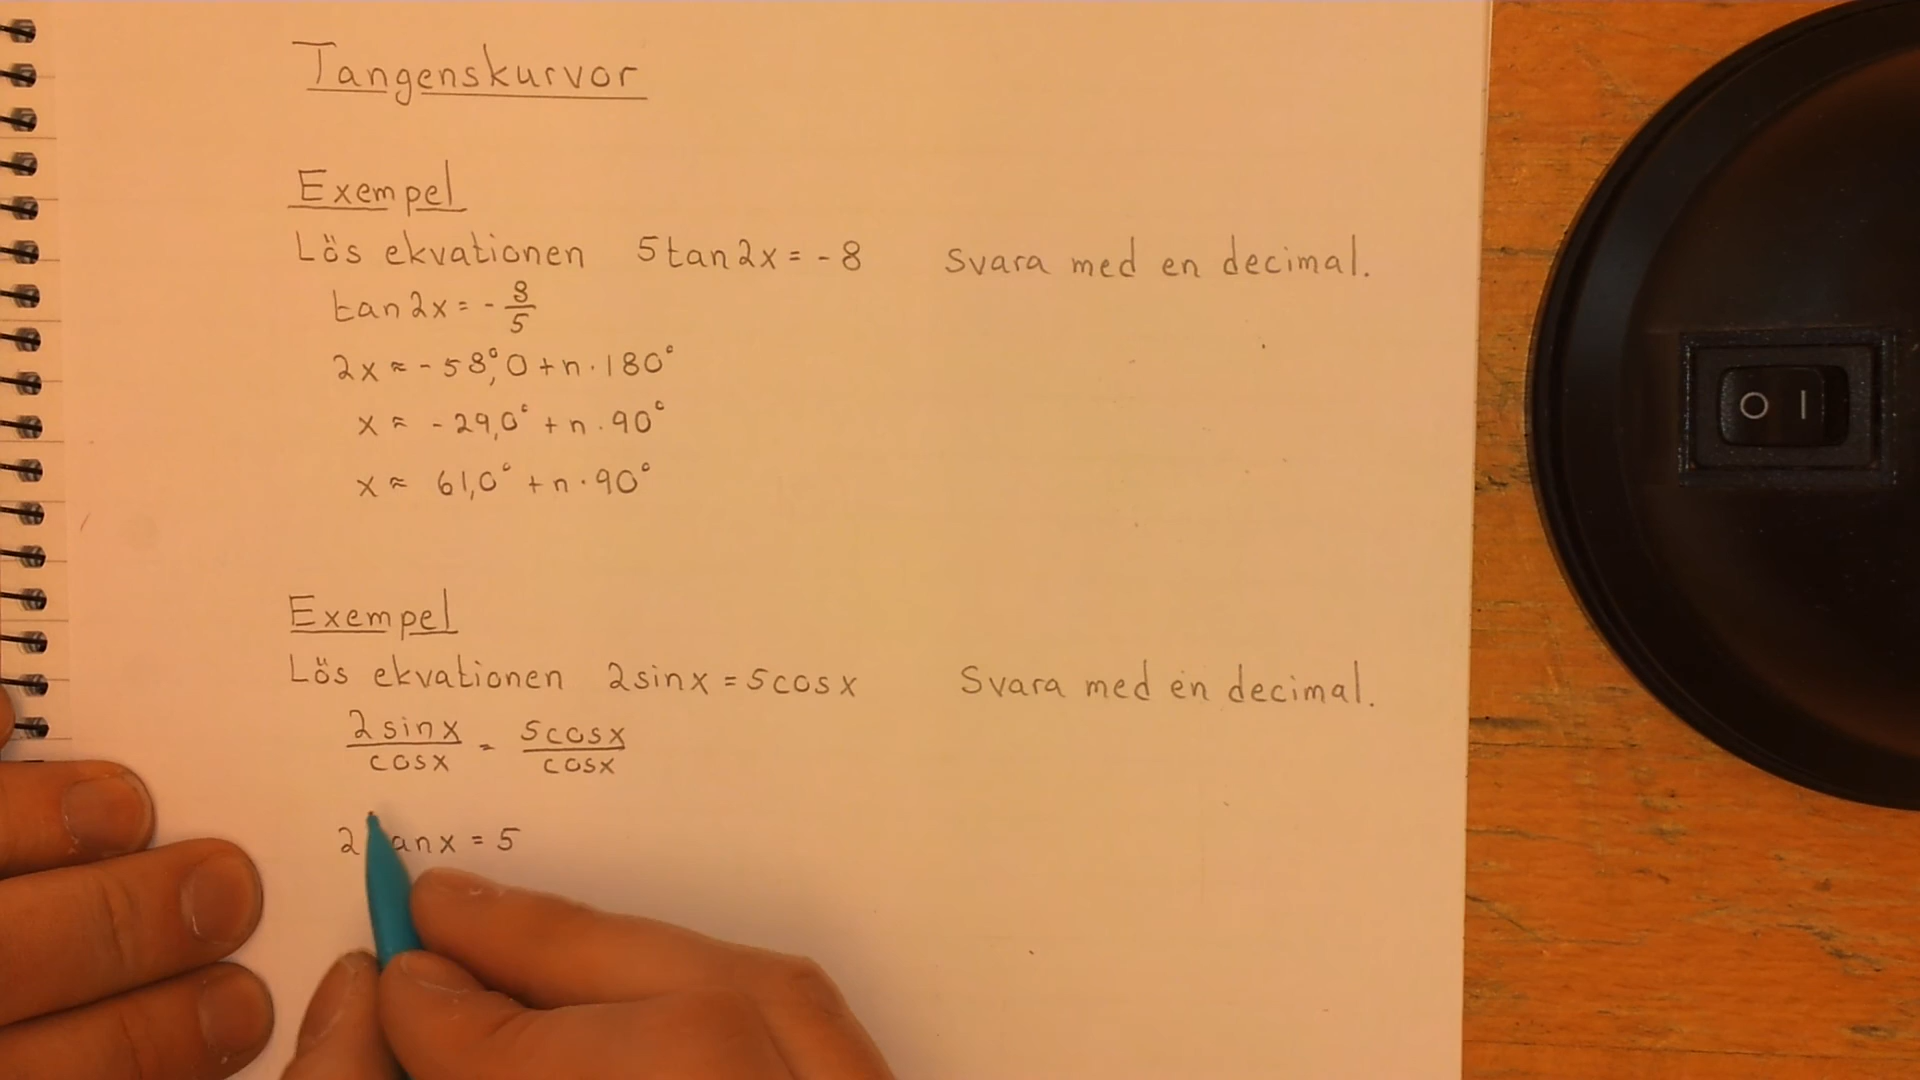 Tangenskurvor
Exempel
Lös ekvationen 5tan2x = -8 Svara med en decimal.
tan2x = - 8/5
2x ≈ -58,0° + n·180°
x ≈ -29,0° + n·90°
x ≈ 61,0° + n·90°
Exempel
Lös ekvationen 2sinx = 5cosx Svara med en decimal.
2sinx/cosx = 5cosx/cosx
2 anx = 5
O I